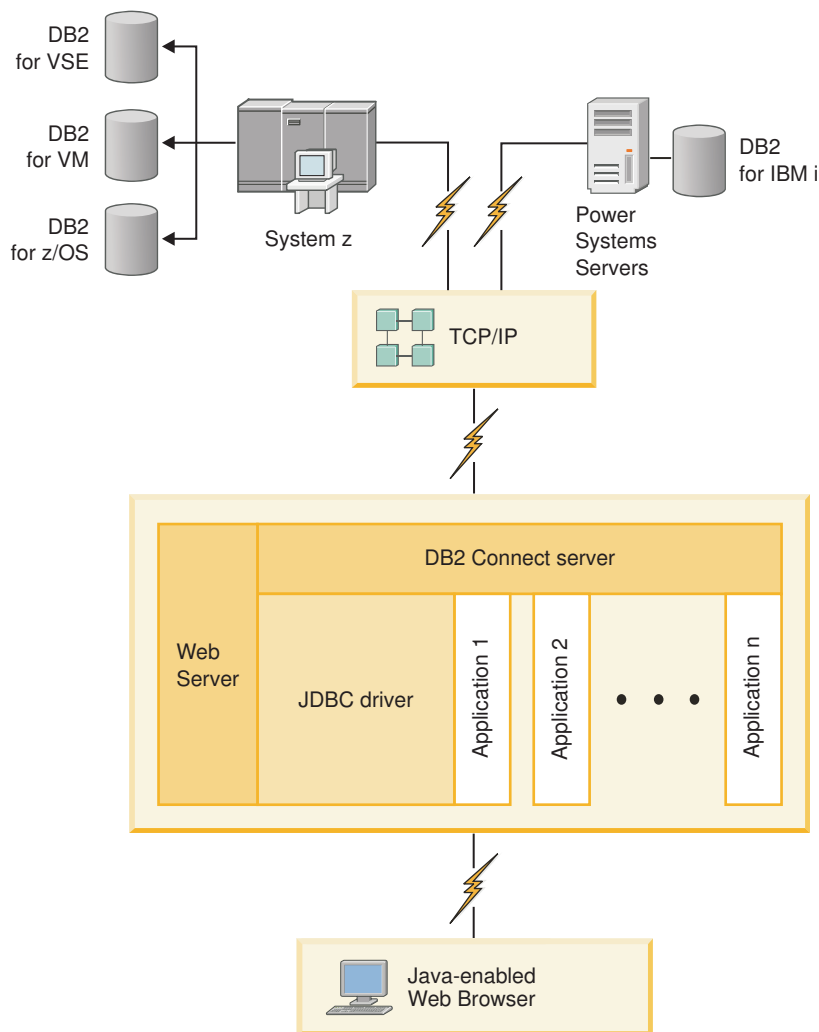 DB2
for VSE
DB2
for VM
DB2
for z/OS
System z
Power
Systems
Servers
DB2
for IBM i
TCP/IP
DB2 Connect server
Web
Server
JDBC driver
Application 1
Application 2
Application n
Java-enabled
Web Browser